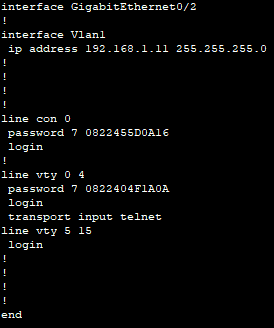 interface GigabitEthernet0/2
!
interface Vlan1
 ip address 192.168.1.11 255.255.255.0
!
!
!
!
line con 0
 password 7 0822455D0A16
 login
!
line vty 0 4
 password 7 0822404F1A0A
 login
 transport input telnet
line vty 5 15
 login
!
!
!
!
end